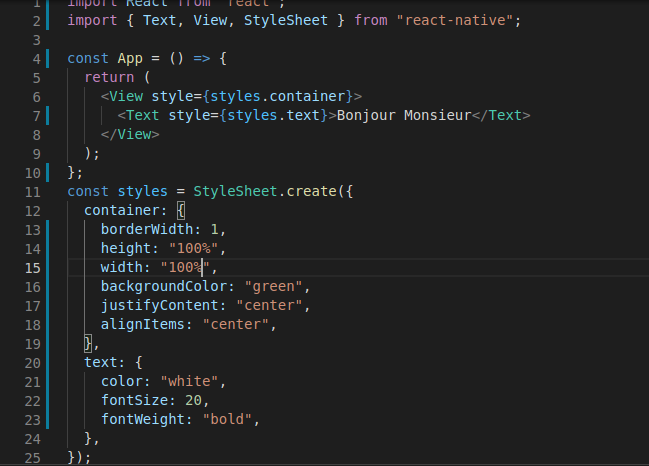 1 import React from "react";
2 import { Text, View, StyleSheet } from "react-native";
3
4 const App = () => {
5   return (
6     <View style={styles.container}>
7       <Text style={styles.text}>Bonjour Monsieur</Text>
8     </View>
9   );
10 };
11 const styles = StyleSheet.create({
12   container: {
13     borderWidth: 1,
14     height: "100%",
15     width: "100%",
16     backgroundColor: "green",
17     justifyContent: "center",
18     alignItems: "center",
19   },
20   text: {
21     color: "white",
22     fontSize: 20,
23     fontWeight: "bold",
24   },
25 });